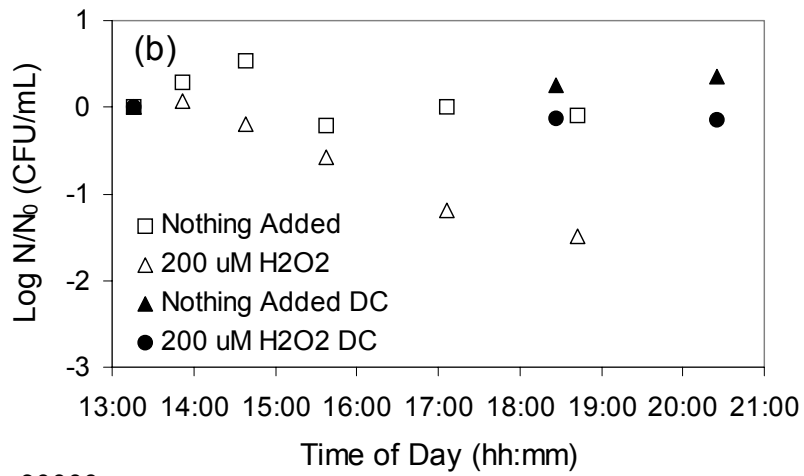 (b)
1
0
-1
-2
-3
Log N/N₀ (CFU/mL)
Nothing Added
200 uM H2O2
Nothing Added DC
200 uM H2O2 DC
13:00 14:00 15:00 16:00 17:00 18:00 19:00 20:00 21:00
Time of Day (hh:mm)